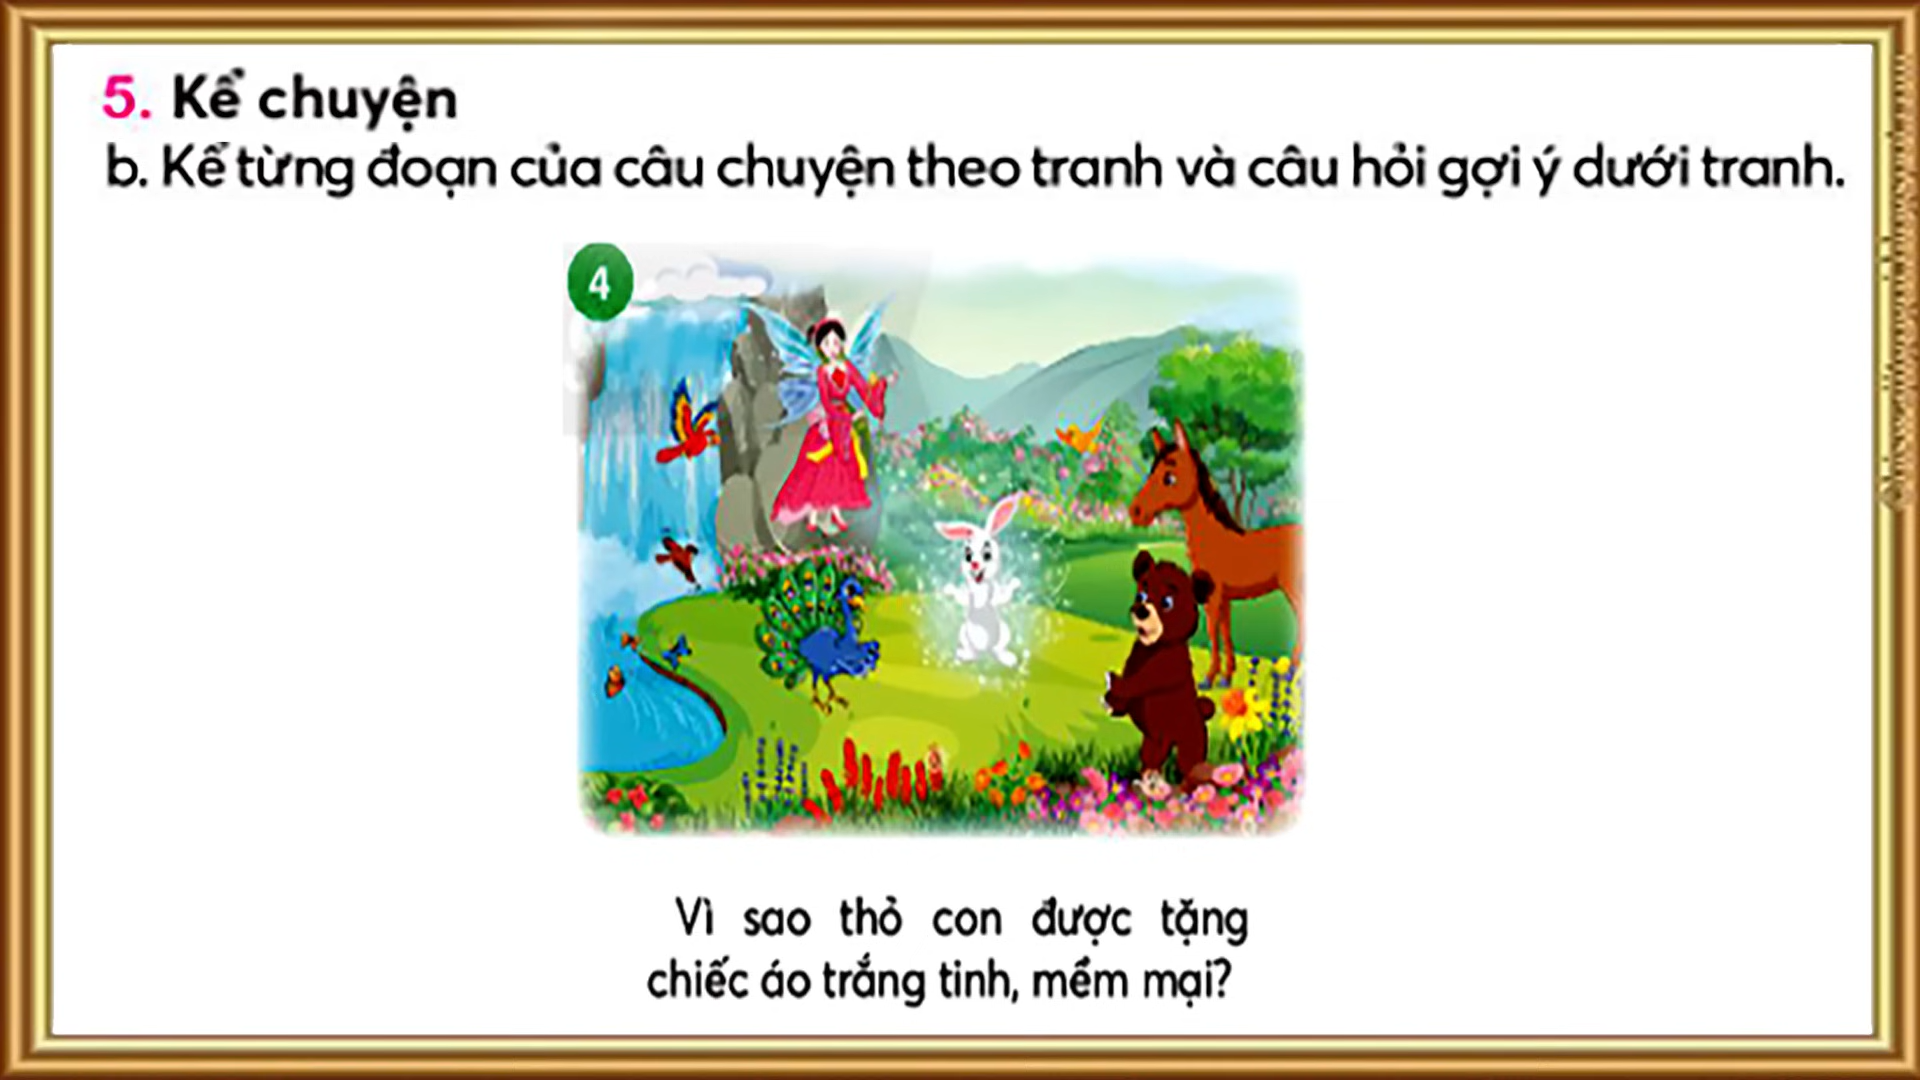 5. Kể chuyện
b. Kể từng đoạn của câu chuyện theo tranh và câu hỏi gợi ý dưới tranh.
4
Vì sao thỏ con được tặng
chiếc áo trắng tinh, mềm mại?